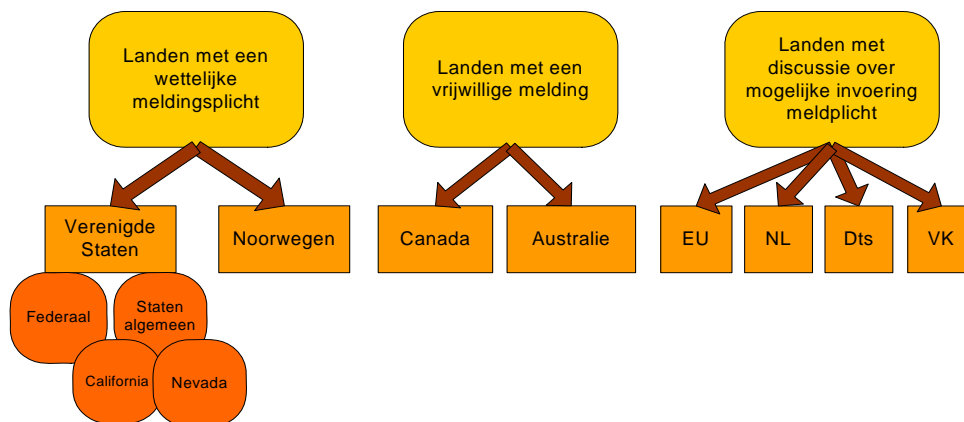 Landen met een
wettelijke
meldingsplicht
Landen met een
vrijwillige melding
Landen met
discussie over
mogelijke invoering
meldplicht
Verenigde
Staten
Noorwegen
Canada
Australie
EU
NL
Dts
VK
Federaal
Staten
algemeen
California
Nevada